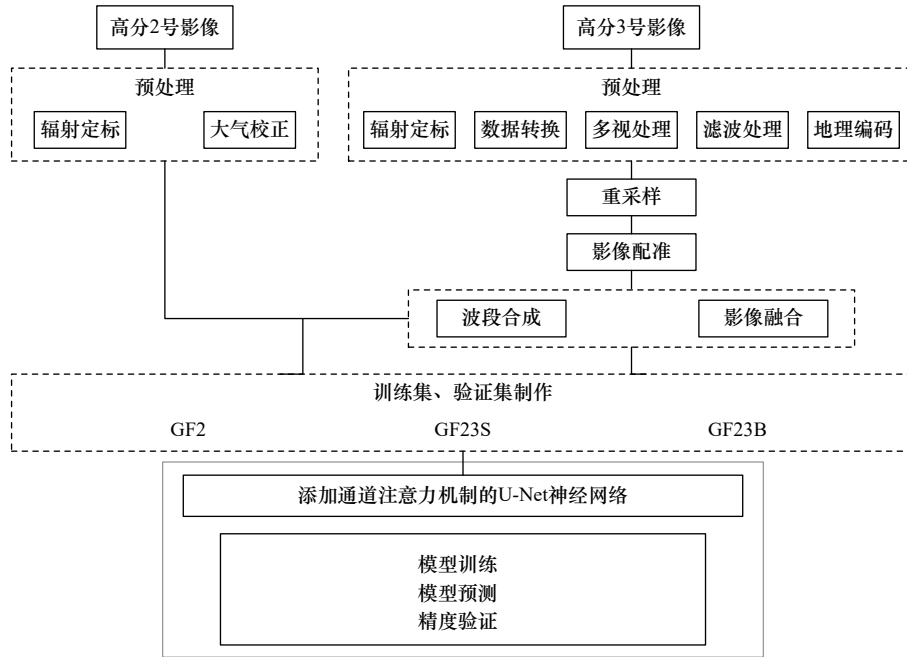 高分2号影像
高分3号影像
预处理
辐射定标
大气校正
预处理
辐射定标
数据转换
多视处理
滤波处理
地理编码
重采样
影像配准
波段合成
影像融合
训练集、验证集制作
GF2
GF23S
GF23B
添加通道注意力机制的U-Net神经网络
模型训练
模型预测
精度验证